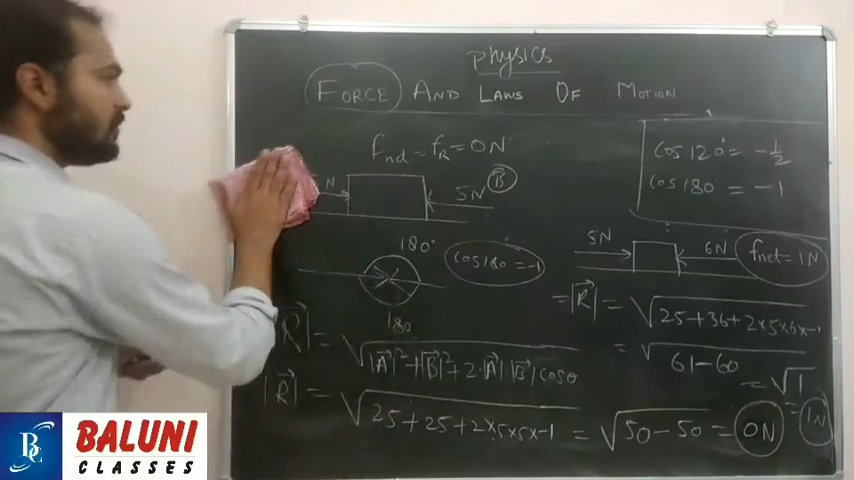 Physics
FORCE AND LAWS OF MOTION
Fnd = fR = 0N
cos 120° = -1/2
cos 180° = -1
N
5N B
180°
cos 180 = -1
180
5N
6N
fnet = 1N
|R⃗| = √|A⃗|²+|B⃗|²+2·|A⃗|·|B⃗| cosθ
|R⃗| = √25+25+2×5×5×-1 = √50-50 = 0N
= |R⃗| = √25+36+2×5×6×-1
= √61-60
= √1
= 1N
BC
BALUNI
CLASSES